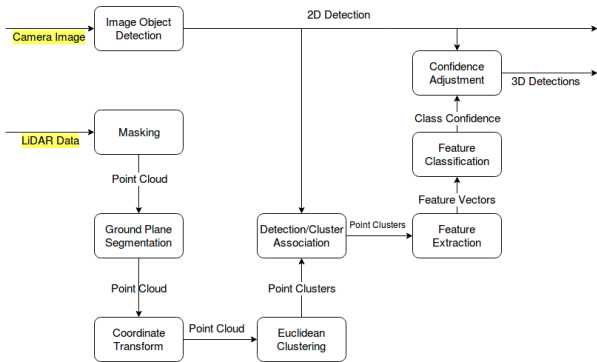 2D Detection
Image Object
Detection
Camera Image
Confidence
Adjustment
3D Detections
Class Confidence
Masking
LiDAR Data
Feature
Classification
Point Cloud
Feature Vectors
Ground Plane
Segmentation
Detection/Cluster
Association
Point Clusters
Feature
Extraction
Point Cloud
Point Clusters
Coordinate
Transform
Point Cloud
Euclidean
Clustering